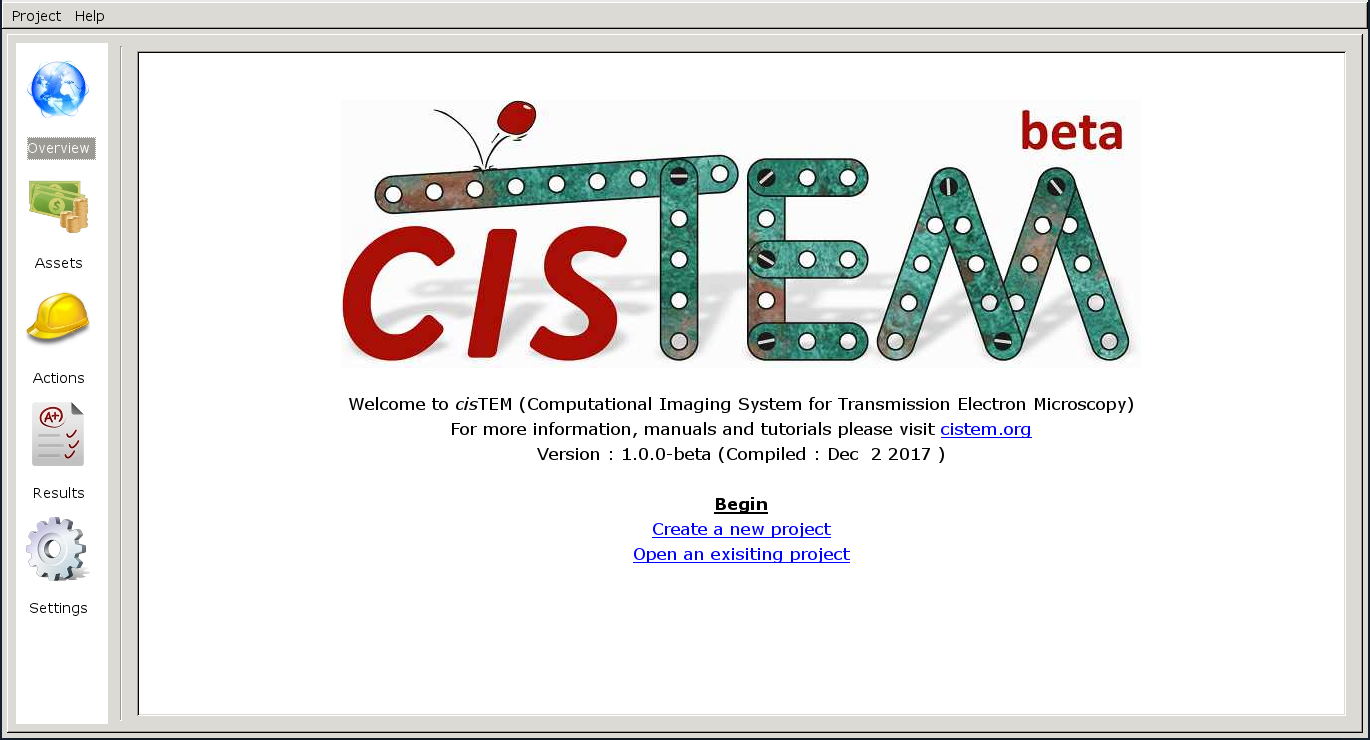 Project Help
Overview
Assets
Actions
A+
Results
Settings
beta
cisTEM
Welcome to cisTEM (Computational Imaging System for Transmission Electron Microscopy)
For more information, manuals and tutorials please visit cistem.org
Version : 1.0.0-beta (Compiled : Dec  2 2017 )
Begin
Create a new project
Open an exisiting project